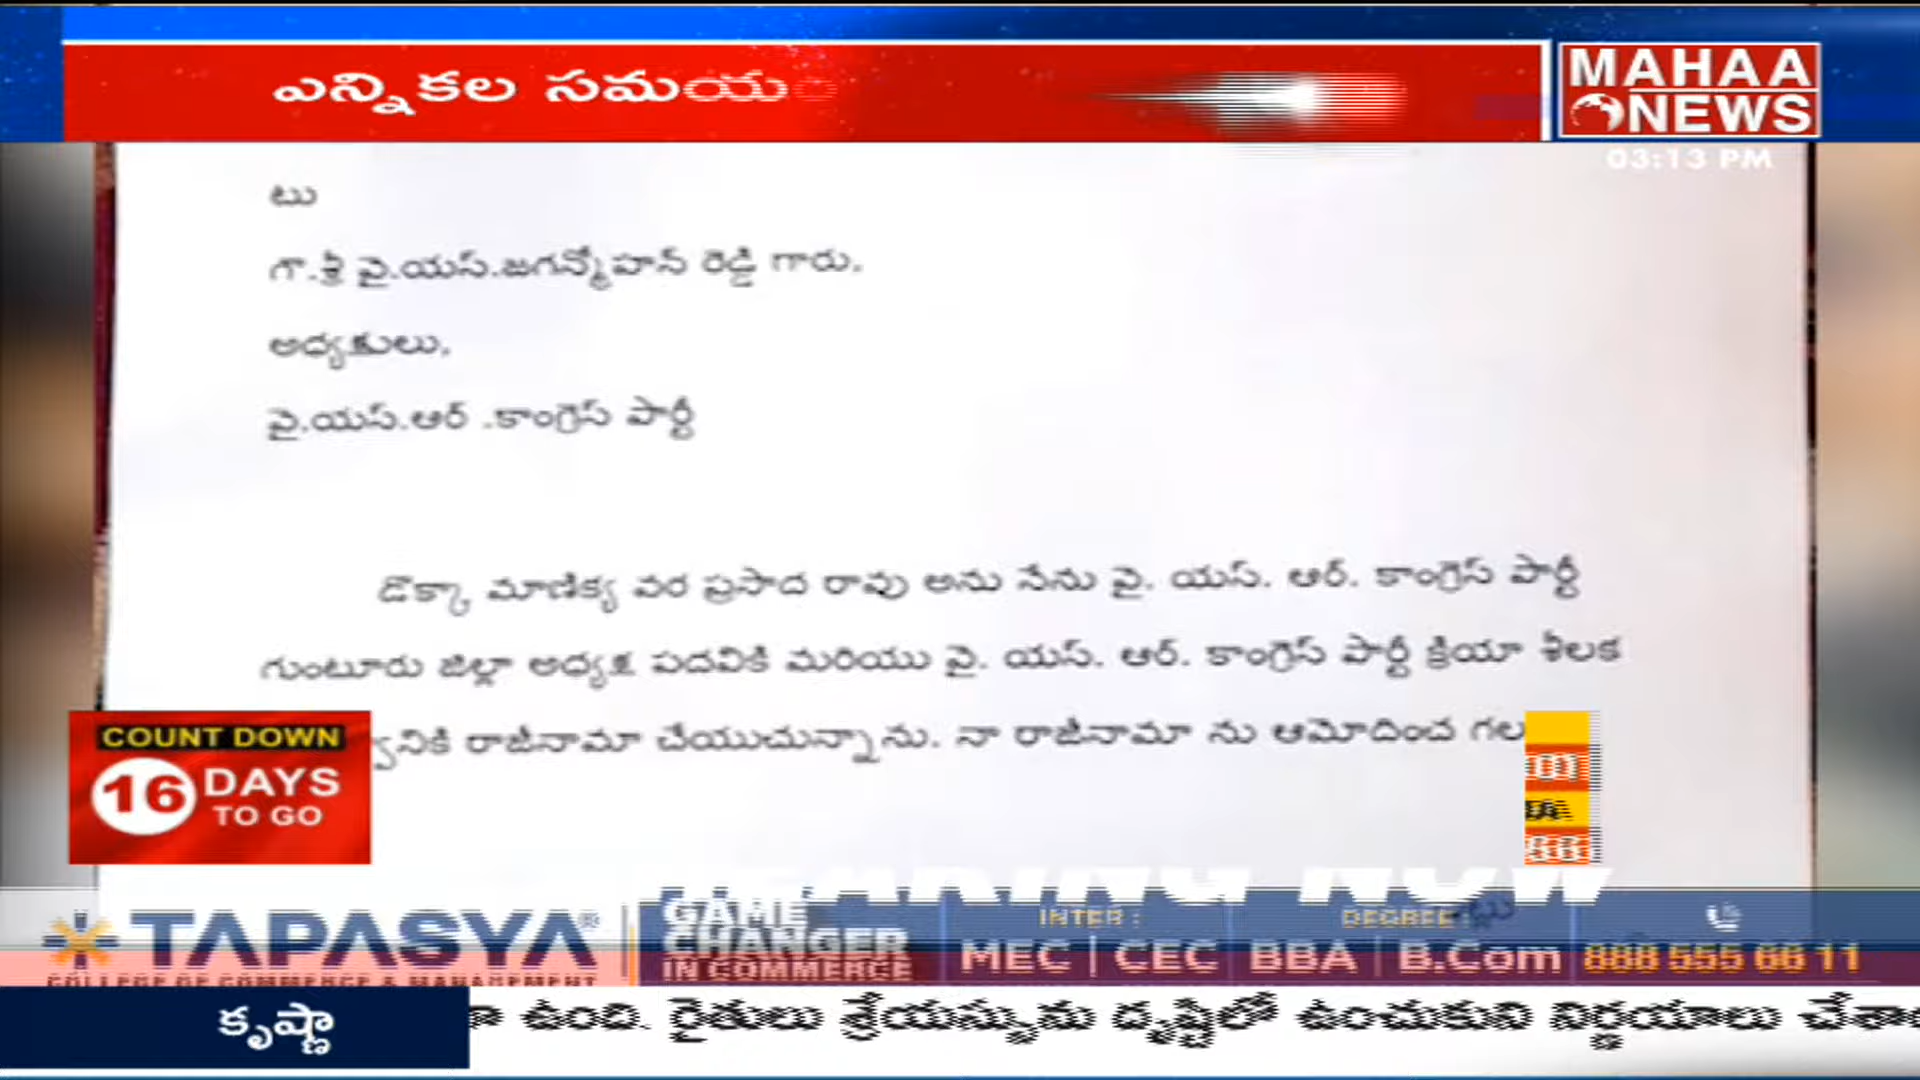 ఎన్నికల సమయ
MAHAA
NEWS
03:13 PM
టు
గౌ.శ్రీ వై.యస్.జగన్మోహన్ రెడ్డి గారు,
అధ్యక్షులు,
వై.యస్.ఆర్ .కాంగ్రెస్ పార్టీ
డొక్కా మాణిక్య వర ప్రసాద రావు అను నేను వై. యస్. ఆర్. కాంగ్రెస్ పార్టీ
గుంటూరు జిల్లా అధ్యక్ష పదవికి మరియు వై. యస్. ఆర్. కాంగ్రెస్ పార్టీ క్రియా శీలక
రాజీనామా చేయుచున్నాను. నా రాజీనామా ను ఆమోదించ గల
COUNT DOWN
16 DAYS
TO GO
TAPASYA
COLLEGE OF COMMERCE & MANAGEMENT
GAME
CHANGER
IN COMMERCE
INTER :
MEC | CEC
DEGREE
BBA | B.Com
888 555 66 11
కృష్ణా
ఉంది. రైతులు శ్రేయస్సును దృష్టిలో ఉంచుకుని నిర్ణయాలు